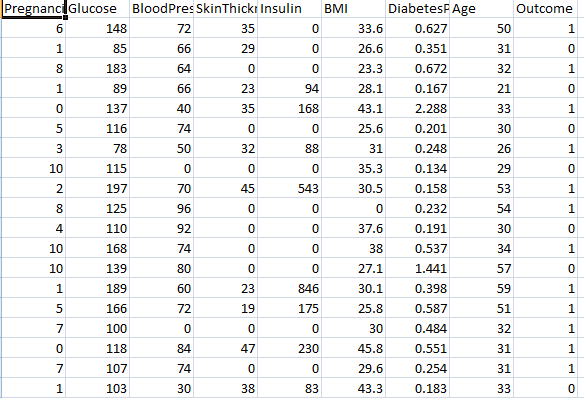 Pregnanci Glucose BloodPres SkinThickn Insulin BMI DiabetesP Age Outcome
6 148 72 35 0 33.6 0.627 50 1
1 85 66 29 0 26.6 0.351 31 0
8 183 64 0 0 23.3 0.672 32 1
1 89 66 23 94 28.1 0.167 21 0
0 137 40 35 168 43.1 2.288 33 1
5 116 74 0 0 25.6 0.201 30 0
3 78 50 32 88 31 0.248 26 1
10 115 0 0 0 35.3 0.134 29 0
2 197 70 45 543 30.5 0.158 53 1
8 125 96 0 0 0 0.232 54 1
4 110 92 0 0 37.6 0.191 30 0
10 168 74 0 0 38 0.537 34 1
10 139 80 0 0 27.1 1.441 57 0
1 189 60 23 846 30.1 0.398 59 1
5 166 72 19 175 25.8 0.587 51 1
7 100 0 0 0 30 0.484 32 1
0 118 84 47 230 45.8 0.551 31 1
7 107 74 0 0 29.6 0.254 31 1
1 103 30 38 83 43.3 0.183 33 0